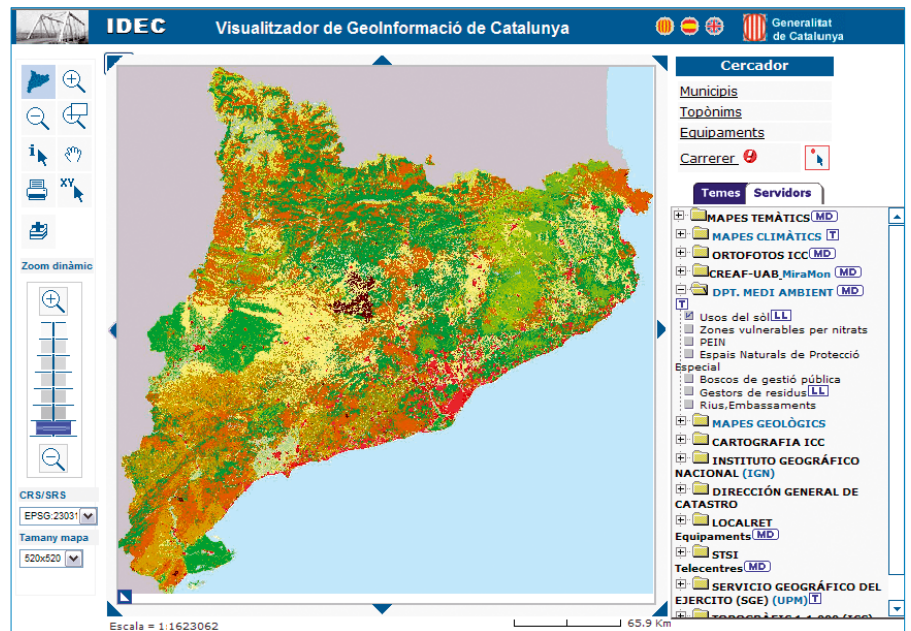 IDEC Visualitzador de GeoInformació de Catalunya
Generalitat
de Catalunya
Cercador
Municipis
Topònims
Equipaments
Carrerer
i
XY
Zoom dinàmic
CRS/SRS
EPSG:23031
Tamany mapa
520x520
Temes Servidors
MAPES TEMÀTICS MD
MAPES CLIMÀTICS T
ORTOFOTOS ICC MD
CREAF-UAB MiraMon MD
DPT. MEDI AMBIENT MD
T
Usos del sòl LL
Zones vulnerables per nitrats
PEIN
Espais Naturals de Protecció
Especial
Boscos de gestió pública
Gestors de residus LL
Rius,Embassaments
MAPES GEOLÒGICS
CARTOGRAFIA ICC
INSTITUTO GEOGRÁFICO
NACIONAL (IGN)
DIRECCIÓN GENERAL DE
CATASTRO
LOCALRET
Equipaments MD
STSI
Telecentres MD
SERVICIO GEOGRÁFICO DEL
EJERCITO (SGE) (UPM) T
Escala = 1:1623062
65.9 Km